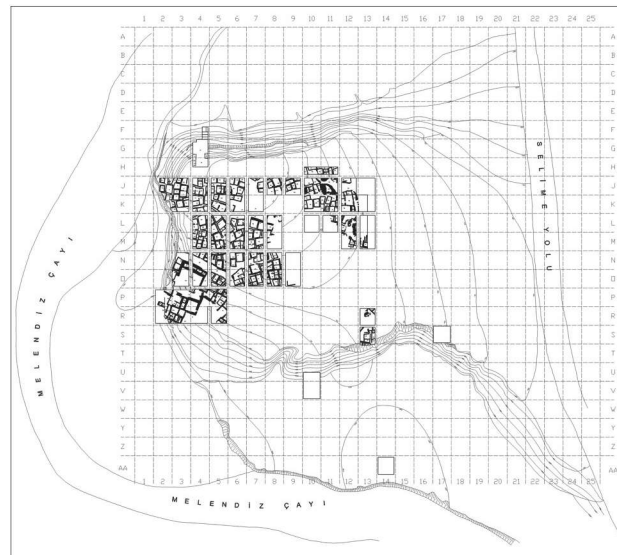 1 2 3 4 5 6 7 8 9 10 11 12 13 14 15 16 17 18 19 20 21 22 23 24 25
A A
B B
C C
D D
E E
F F
G G
H H
J J
K K
L L
M M
N N
O O
P P
R R
S S
T T
U U
V V
W W
Y Y
Z Z
AA AA
1 2 3 4 5 6 7 8 9 10 11 12 13 14 15 16 17 18 19 20 21 22 23 24 25
SELIME YOLU
MELENDİZ ÇAYI
MELENDİZ ÇAYI